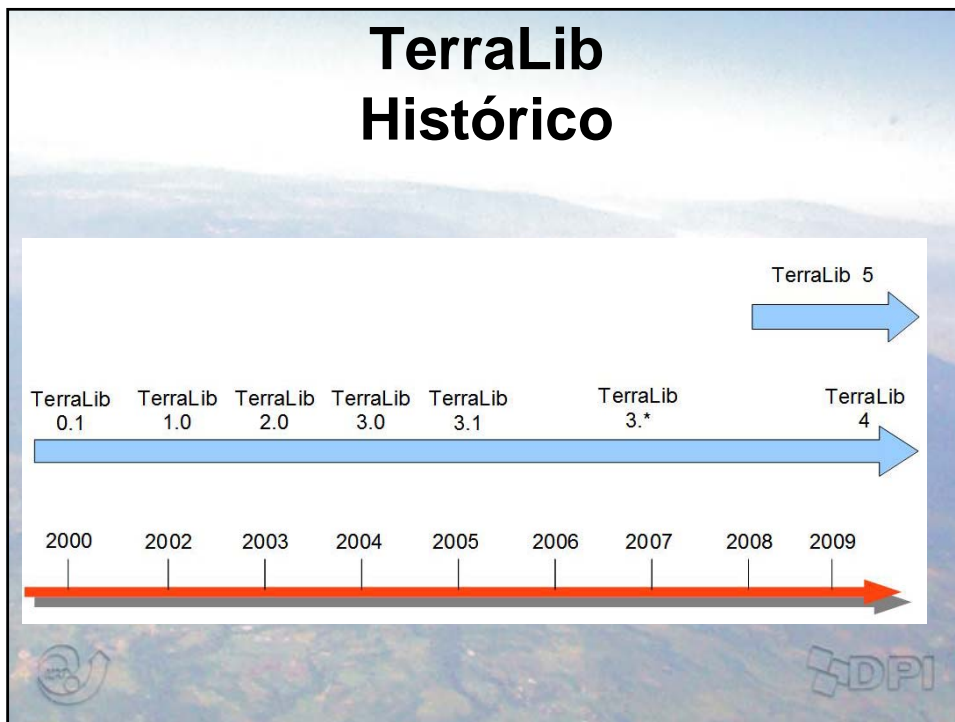 TerraLib
Histórico
TerraLib 5
TerraLib TerraLib TerraLib TerraLib TerraLib TerraLib TerraLib
0.1 1.0 2.0 3.0 3.1 3.* 4
2000 2002 2003 2004 2005 2006 2007 2008 2009
DPI